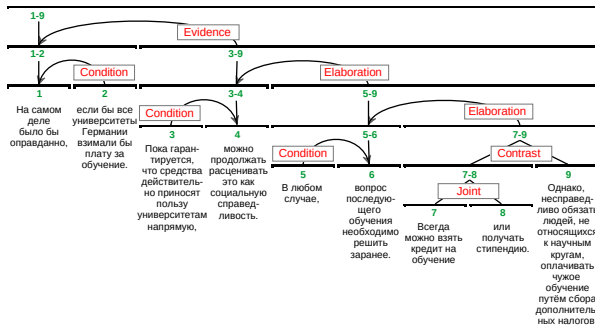 1-9
Evidence
1-2
3-9
Condition
Elaboration
1
2
3-4
5-9
На самом
деле
было бы
оправданно,
если бы все
университеты
Германии
взимали бы
плату за
обучение.
Condition
Elaboration
3
4
5-6
7-9
Пока гаран-
тируется,
что средства
действитель-
но приносят
пользу
университетам
напрямую,
можно
продолжать
расценивать
это как
социальную
справед-
ливость.
Condition
Contrast
5
6
7-8
9
В любом
случае,
вопрос
последую-
щего
обучения
необходимо
решить
заранее.
Joint
7
8
Всегда
можно взять
кредит на
обучение
или
получать
стипендию.
Однако,
несправед-
ливо обязать
людей, не
относящихся
к научным
кругам,
оплачивать
чужое
обучение
путём сбора
дополнитель-
ных налогов